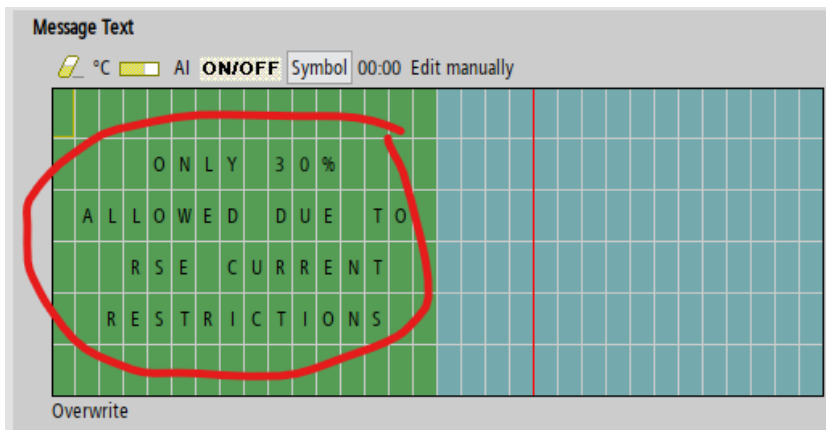 Message Text
°C AI ON/OFF Symbol 00:00 Edit manually
ONLY 30%
ALLOWED DUE TO
RSE CURRENT
RESTRICTIONS
Overwrite